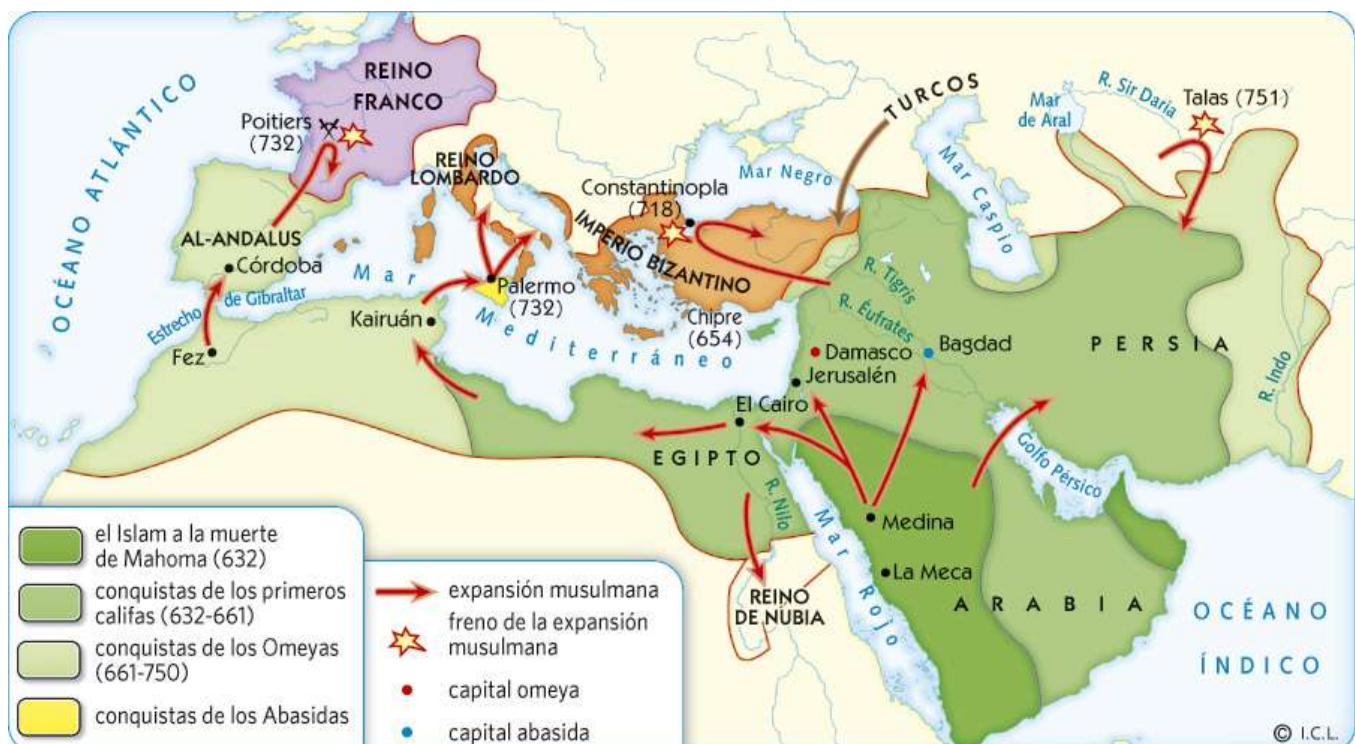 OCÉANO ATLÁNTICO
REINO
FRANCO
Poitiers
(732)
REINO
LOMBARDO
Constantinopla
(718)
Mar Negro
TURCOS
Mar
de Aral
R. Sir Daria
Talas (751)
Mar Caspio
AL-ANDALUS
Córdoba
Estrecho de Gibraltar
Fez
Kairuán
Mar Mediterráneo
Palermo
(732)
IMPERIO BIZANTINO
Chipre
(654)
R. Tigris
R. Éufrates
Damasco
Bagdad
Jerusalén
PERSIA
R. Indo
El Cairo
EGIPTO
R. Nilo
Golfo Pérsico
Medina
La Meca
Mar Rojo
ARABIA
REINO
DE NUBIA
OCÉANO
ÍNDICO
el Islam a la muerte
de Mahoma (632)
conquistas de los primeros
califas (632-661)
conquistas de los Omeyas
(661-750)
conquistas de los Abasidas
expansión musulmana
freno de la expansión
musulmana
capital omeya
capital abasida
© I.C.L.